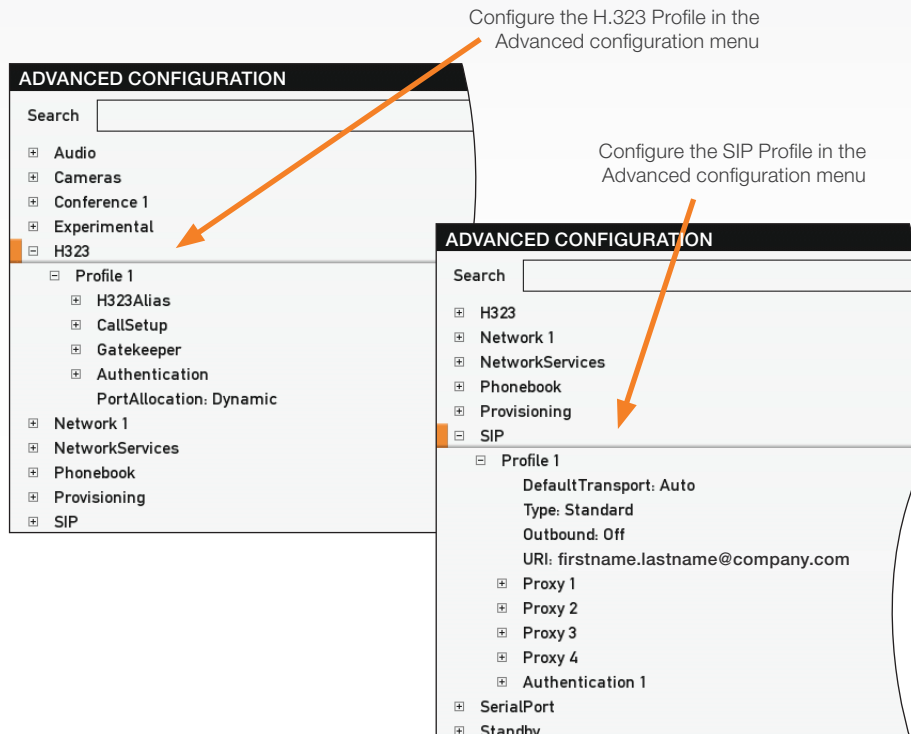 Configure the H.323 Profile in the
Advanced configuration menu
ADVANCED CONFIGURATION
Search
Audio
Cameras
Conference 1
Experimental
H323
Profile 1
H323Alias
CallSetup
Gatekeeper
Authentication
PortAllocation: Dynamic
Network 1
NetworkServices
Phonebook
Provisioning
SIP
Configure the SIP Profile in the
Advanced configuration menu
ADVANCED CONFIGURATION
Search
H323
Network 1
NetworkServices
Phonebook
Provisioning
SIP
Profile 1
DefaultTransport: Auto
Type: Standard
Outbound: Off
URI: firstname.lastname@company.com
Proxy 1
Proxy 2
Proxy 3
Proxy 4
Authentication 1
SerialPort
Standby